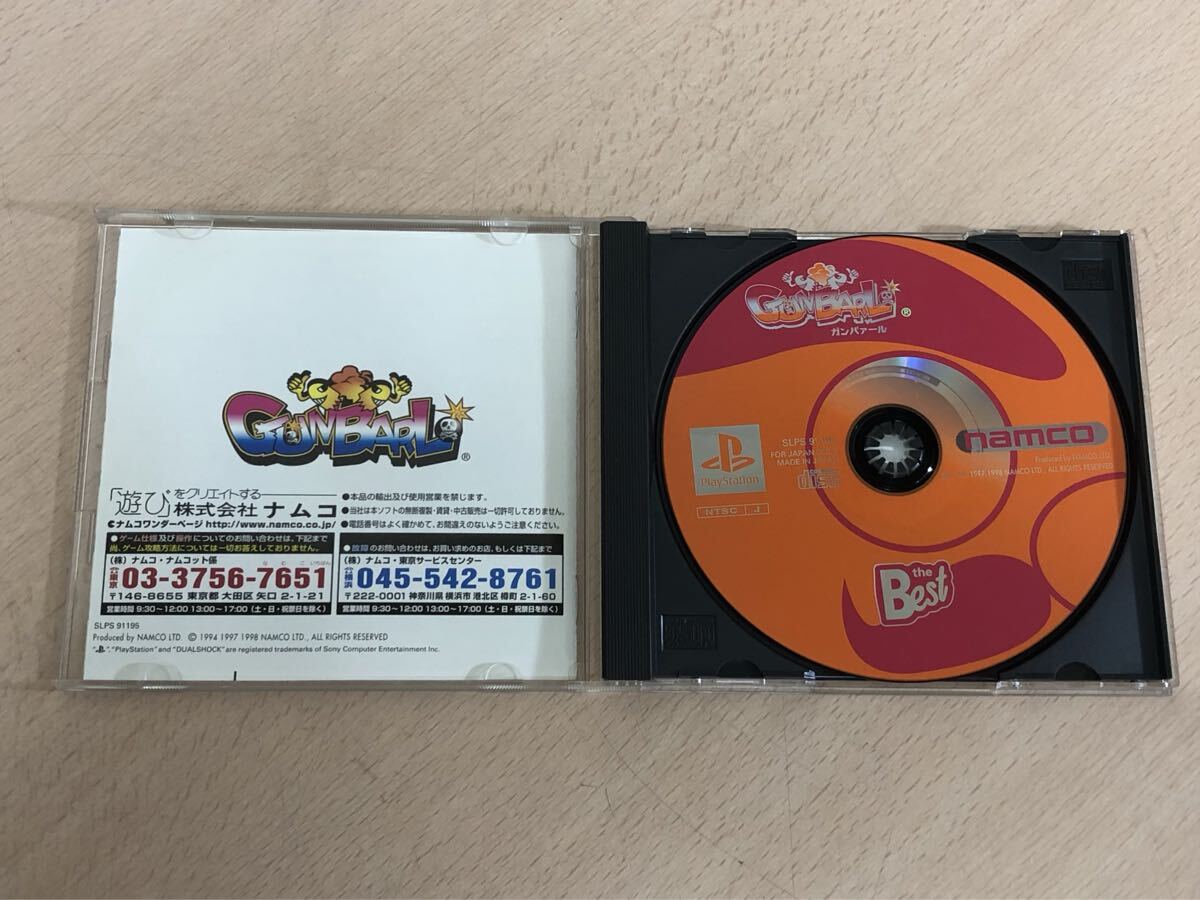 GUNBARL
®
「遊び」をクリエイトする
株式会社 ナムコ
ナムコワンダーページ http://www.namco.co.jp/
●本品の輸出及び使用営業を禁じます。
●当社は本ソフトの無断複製・賃貸・中古販売は一切許可しておりません。
●電話番号はよく確かめて、お間違えのないようご注意ください。
●ゲーム仕様及び操作についてのお問い合わせは、下記まで
尚、ゲーム攻略方法については一切お答えしておりません。
(株)ナムコ・ナムコット係
な む こ いちばん
☎東京 03-3756-7651
〒146-8655 東京都 大田区 矢口 2-1-21
営業時間 9:30~12:00 13:00~17:00(土・日・祝祭日を除く)
●故障のお問い合わせは、お買い求めのお店、もしくは下記まで
(株)ナムコ・東京サービスセンター
☎横浜 045-542-8761
〒222-0001 神奈川県 横浜市 港北区 樽町 2-1-60
営業時間 9:30~12:00 13:00~17:00(土・日・祝祭日を除く)
SLPS 91195
Produced by NAMCO LTD. © 1994 1997 1998 NAMCO LTD., ALL RIGHTS RESERVED
" ", "PlayStation" and "DUALSHOCK" are registered trademarks of Sony Computer Entertainment Inc.
GUNBARL
®
ガンバァール
namco
Produced by NAMCO LTD.
1997 1998 NAMCO LTD., ALL RIGHTS RESERVED
PlayStation
NTSC J
SLPS
FOR JAPAN
MADE IN
the
Best